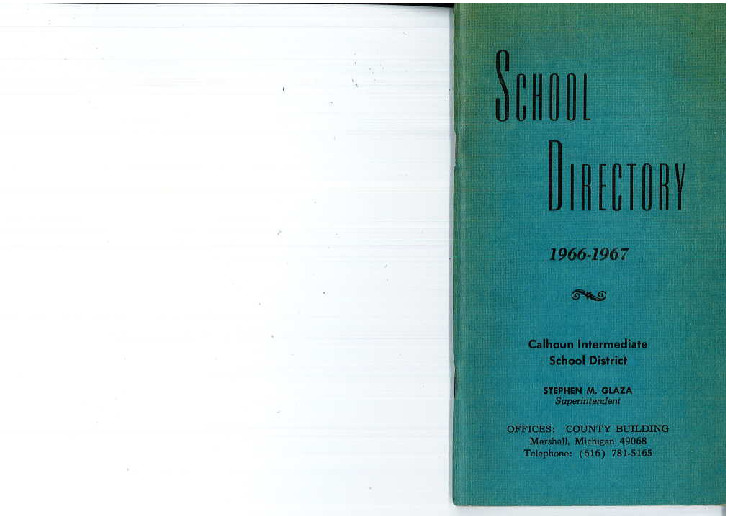 SCHOOL
DIRECTORY
1966-1967
Calhoun Intermediate
School District
STEPHEN M. GLAZA
Superintendent
OFFICES: COUNTY BUILDING
Marshall, Michigan 49068
Telephone: (616) 781-5165